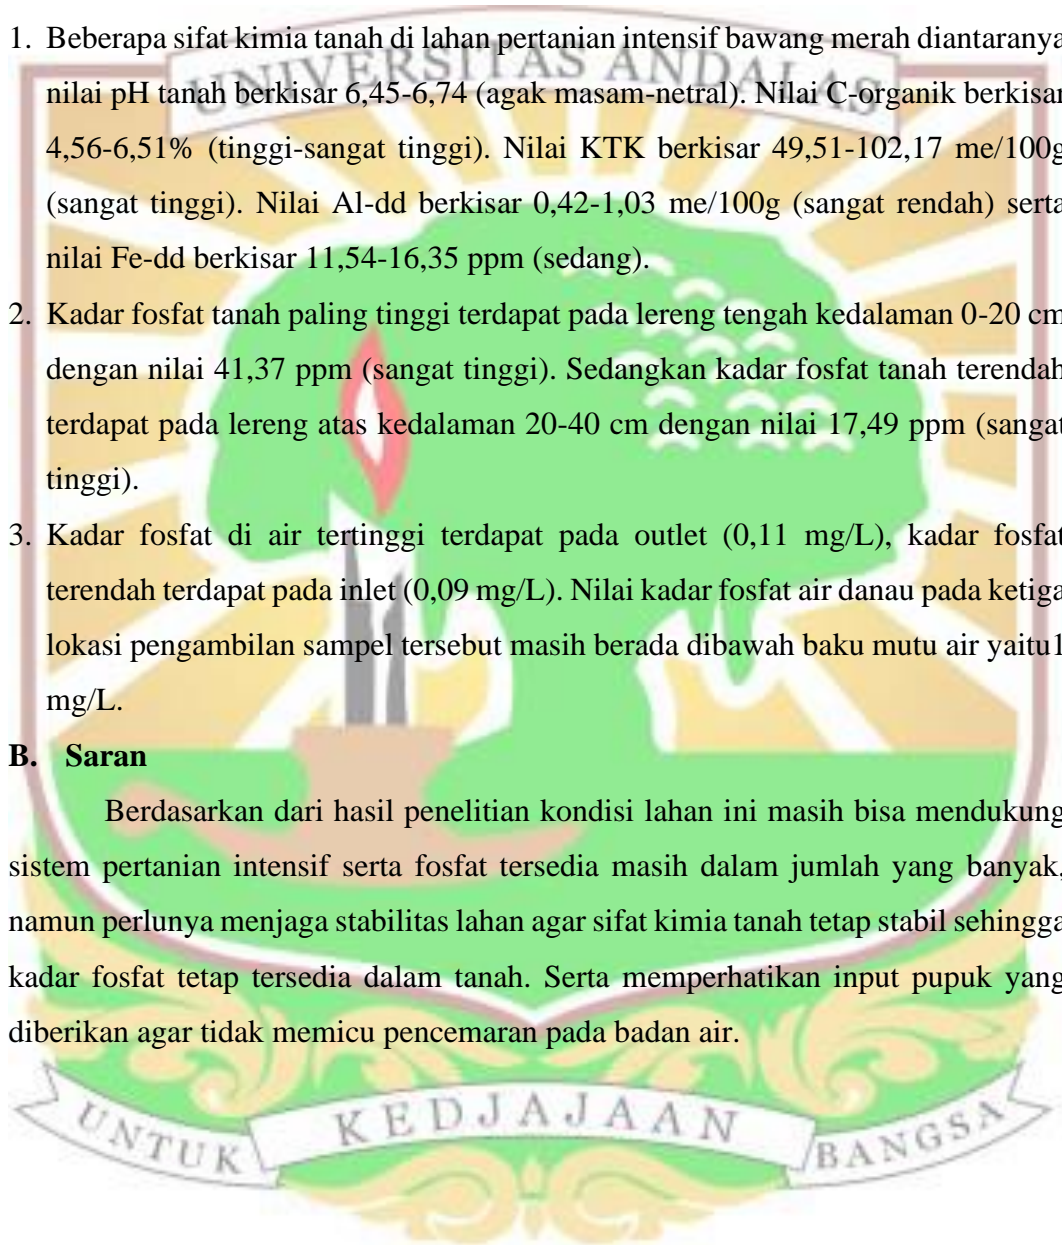 UNIVERSITAS ANDALAS
1. Beberapa sifat kimia tanah di lahan pertanian intensif bawang merah diantaranya
nilai pH tanah berkisar 6,45-6,74 (agak masam-netral). Nilai C-organik berkisar
4,56-6,51% (tinggi-sangat tinggi). Nilai KTK berkisar 49,51-102,17 me/100g
(sangat tinggi). Nilai Al-dd berkisar 0,42-1,03 me/100g (sangat rendah) serta
nilai Fe-dd berkisar 11,54-16,35 ppm (sedang).
2. Kadar fosfat tanah paling tinggi terdapat pada lereng tengah kedalaman 0-20 cm
dengan nilai 41,37 ppm (sangat tinggi). Sedangkan kadar fosfat tanah terendah
terdapat pada lereng atas kedalaman 20-40 cm dengan nilai 17,49 ppm (sangat
tinggi).
3. Kadar fosfat di air tertinggi terdapat pada outlet (0,11 mg/L), kadar fosfat
terendah terdapat pada inlet (0,09 mg/L). Nilai kadar fosfat air danau pada ketiga
lokasi pengambilan sampel tersebut masih berada dibawah baku mutu air yaitu1
mg/L.
B. Saran
Berdasarkan dari hasil penelitian kondisi lahan ini masih bisa mendukung
sistem pertanian intensif serta fosfat tersedia masih dalam jumlah yang banyak,
namun perlunya menjaga stabilitas lahan agar sifat kimia tanah tetap stabil sehingga
kadar fosfat tetap tersedia dalam tanah. Serta memperhatikan input pupuk yang
diberikan agar tidak memicu pencemaran pada badan air.
UNTUK KEDJAJAAN BANGSA